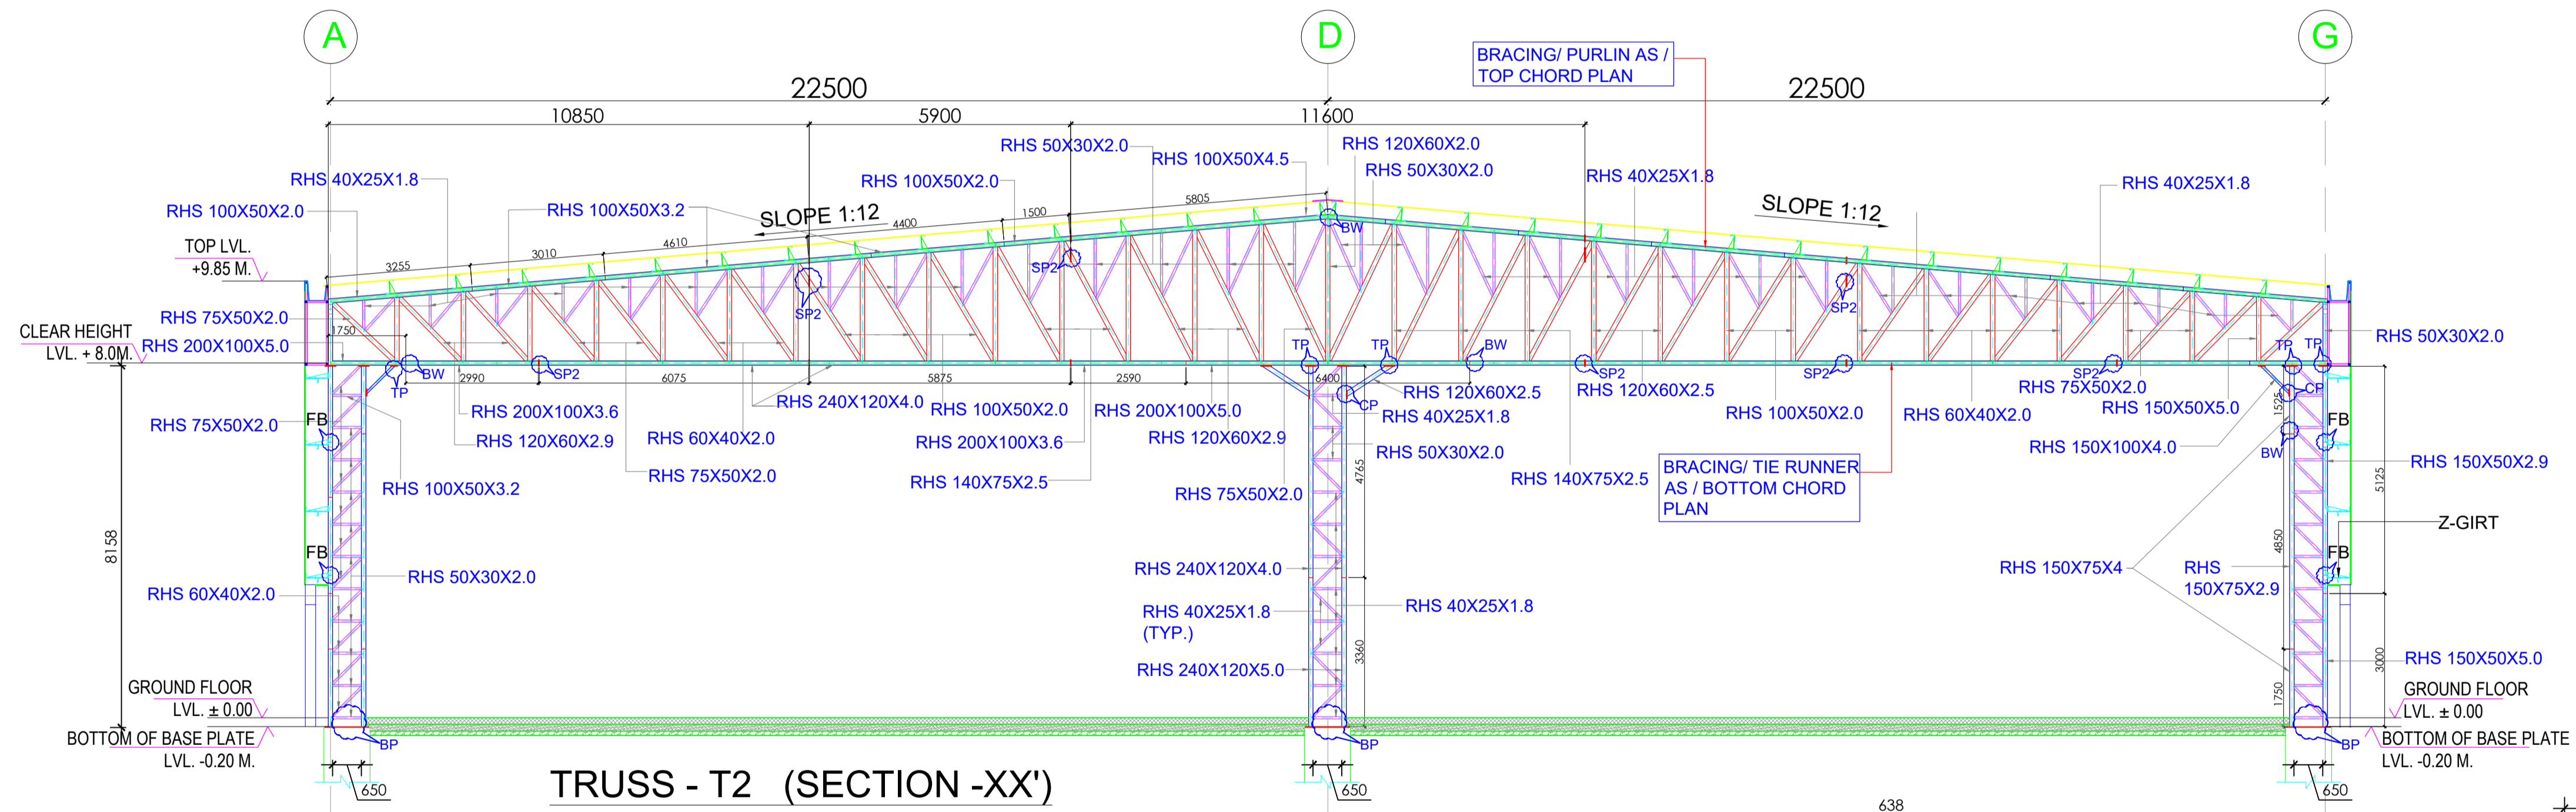 A
D
G
BRACING/ PURLIN AS /
TOP CHORD PLAN
22500
22500
10850
5900
11600
RHS 50X30X2.0
RHS 100X50X4.5
RHS 120X60X2.0
RHS 50X30X2.0
RHS 40X25X1.8
RHS 100X50X2.0
RHS 40X25X1.8
RHS 40X25X1.8
RHS 100X50X2.0
RHS 100X50X3.2
SLOPE 1:12
4400
1500
5805
SLOPE 1:12
BW
TOP LVL.
+9.85 M.
3255
3010
4610
SP2
SP2
SP2
RHS 75X50X2.0
CLEAR HEIGHT
LVL. + 8.0M.
RHS 200X100X5.0
1750
TP
TP
BW
TP
TP
RHS 50X30X2.0
TP
BW
2990
SP2
6075
5875
2590
6400
SP2
SP2
SP2
CP
CP
RHS 120X60X2.5
RHS 120X60X2.5
RHS 75X50X2.0
RHS 200X100X3.6
RHS 240X120X4.0
RHS 100X50X2.0
RHS 200X100X5.0
RHS 40X25X1.8
RHS 100X50X2.0
RHS 60X40X2.0
RHS 150X50X5.0
1525
RHS 75X50X2.0
FB
RHS 120X60X2.9
RHS 60X40X2.0
RHS 200X100X3.6
RHS 120X60X2.9
RHS 50X30X2.0
RHS 150X100X4.0
BW
FB
RHS 100X50X3.2
RHS 75X50X2.0
RHS 140X75X2.5
RHS 75X50X2.0
4765
RHS 140X75X2.5
BRACING/ TIE RUNNER
AS / BOTTOM CHORD
PLAN
RHS 150X50X2.9
5125
Z-GIRT
8158
FB
RHS 50X30X2.0
RHS 60X40X2.0
RHS 240X120X4.0
RHS 40X25X1.8
(TYP.)
RHS 40X25X1.8
RHS 240X120X5.0
3360
4850
RHS 150X75X4
RHS
150X75X2.9
FB
1750
3000
RHS 150X50X5.0
GROUND FLOOR
LVL. ± 0.00
BOTTOM OF BASE PLATE
LVL. -0.20 M.
BP
BP
BP
GROUND FLOOR
LVL. ± 0.00
BOTTOM OF BASE PLATE
LVL. -0.20 M.
650
650
650
TRUSS - T2 (SECTION -XX')
638